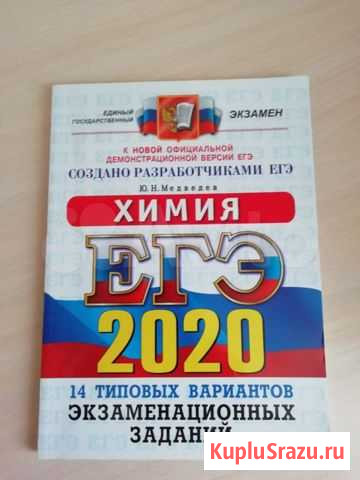 ЕДИНЫЙ
ГОСУДАРСТВЕННЫЙ
ЭКЗАМЕН
К НОВОЙ ОФИЦИАЛЬНОЙ
ДЕМОНСТРАЦИОННОЙ ВЕРСИИ ЕГЭ
СОЗДАНО РАЗРАБОТЧИКАМИ ЕГЭ
Ю.Н.Медведев
ХИМИЯ
ЕГЭ
2020
14 ТИПОВЫХ ВАРИАНТОВ
ЭКЗАМЕНАЦИОННЫХ
ЗАДАНИЙ
KupluSrazu.ru